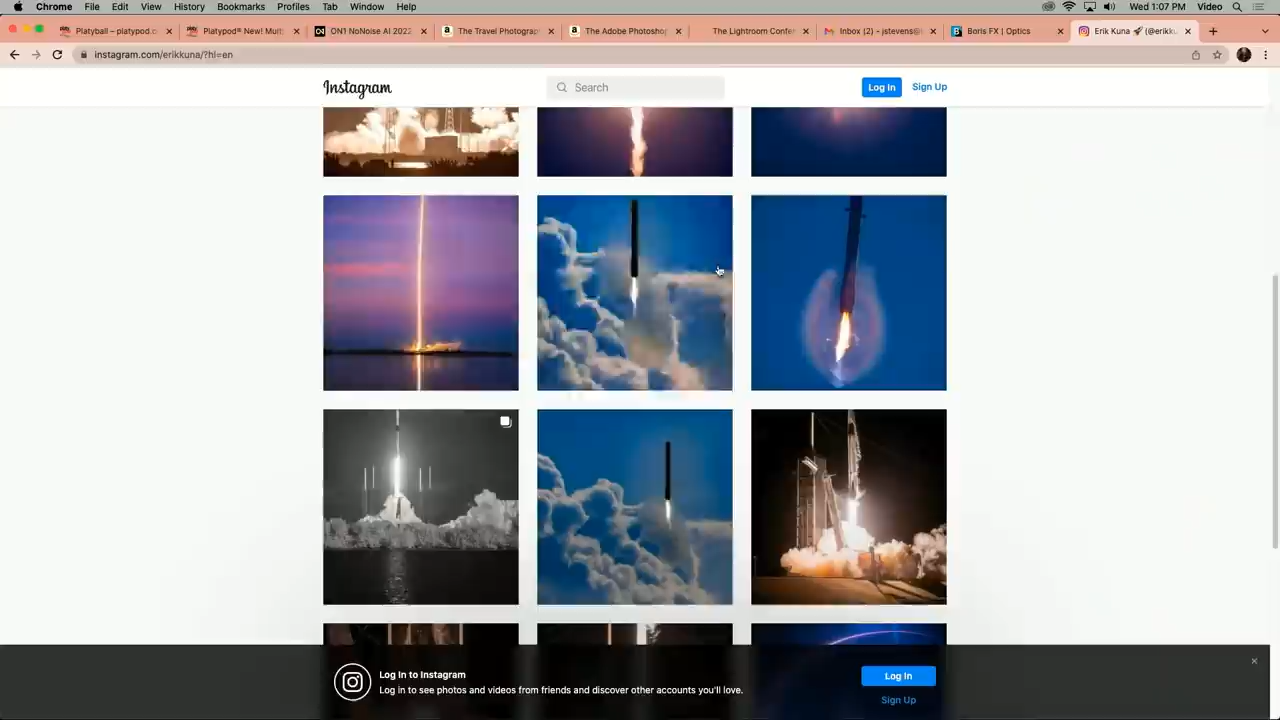 Chrome File Edit View History Bookmarks Profiles Tab Window Help Wed 1:07 PM Video
Platyball – platypod.c Platypod® New! Mult ON1 NoNoise AI 2022 The Travel Photograp The Adobe Photoshop The Lightroom Confer Inbox (2) - jstevens@ Boris FX | Optics Erik Kuna 🚀 (@erikku
instagram.com/erikkuna/?hl=en
Instagram Search Log In Sign Up
Log In to Instagram
Log in to see photos and videos from friends and discover other accounts you'll love.
Log In
Sign Up